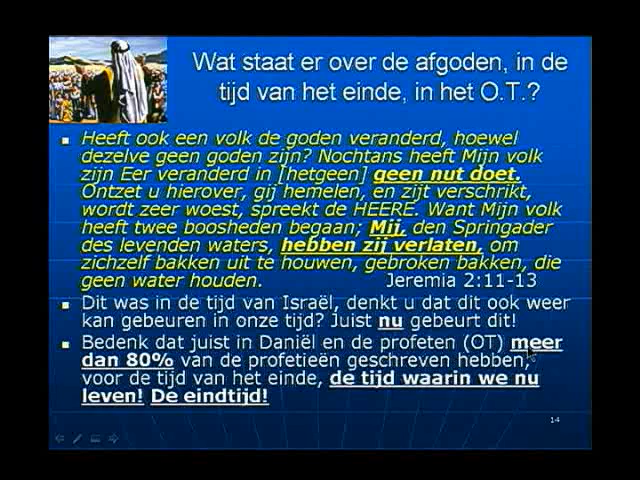 Wat staat er over de afgoden, in de
tijd van het einde, in het O.T.?
Heeft ook een volk de goden veranderd, hoewel
dezelve geen goden zijn? Nochtans heeft Mijn volk
zijn Eer veranderd in [hetgeen] geen nut doet.
Ontzet u hierover, gij hemelen, en zijt verschrikt,
wordt zeer woest, spreekt de HEERE. Want Mijn volk
heeft twee boosheden begaan; Mij, den Springader
des levenden waters, hebben zij verlaten, om
zichzelf bakken uit te houwen, gebroken bakken, die
geen water houden. Jeremia 2:11-13
Dit was in de tijd van Israël, denkt u dat dit ook weer
kan gebeuren in onze tijd? Juist nu gebeurt dit!
Bedenk dat juist in Daniël en de profeten (OT) meer
dan 80% van de profetieën geschreven hebben,
voor de tijd van het einde, de tijd waarin we nu
leven! De eindtijd!
14